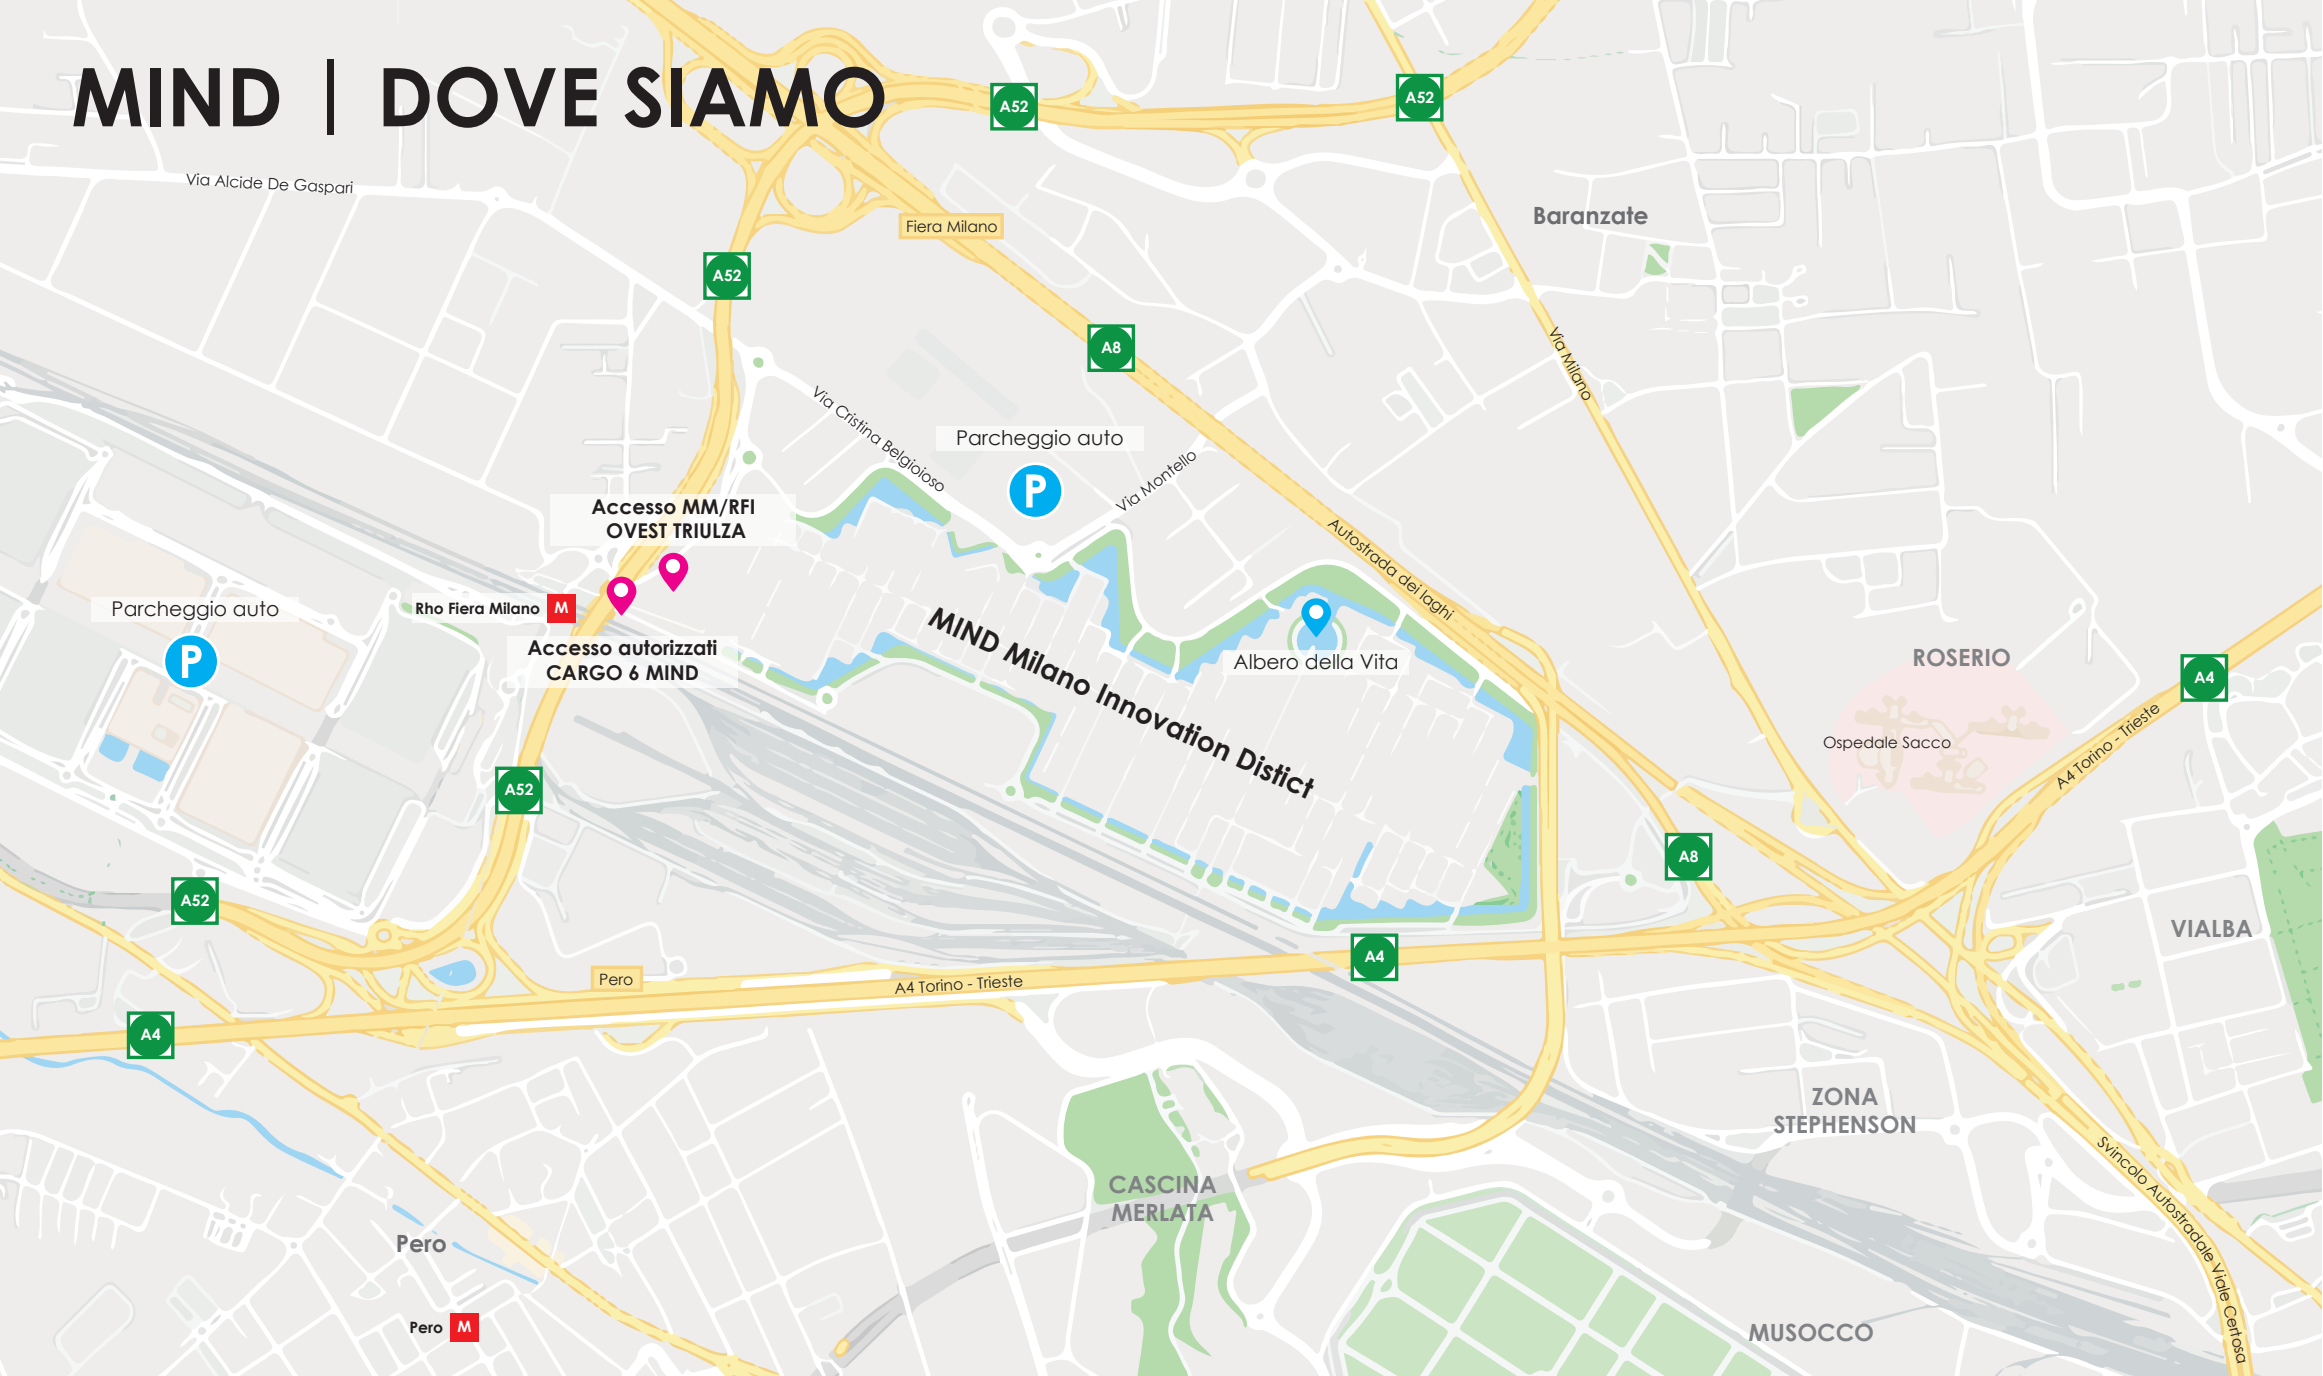 MIND | DOVE SIAMO
A52
A52
Via Alcide De Gaspari
Baranzate
Fiera Milano
A52
A8
Via Milano
Via Cristina Belgioioso
Parcheggio auto
P
Via Montello
Accesso MM/RFI
OVEST TRIULZA
Autostrada dei laghi
Parcheggio auto
P
Rho Fiera Milano M
Accesso autorizzati
CARGO 6 MIND
MIND Milano Innovation Distict
Albero della Vita
ROSERIO
A4
Ospedale Sacco
A4 Torino - Trieste
A52
A8
A52
VIALBA
A4
Pero
A4 Torino - Trieste
A4
ZONA
STEPHENSON
Svincolo Autostradale Viale Certosa
CASCINA
MERLATA
Pero
Pero M
MUSOCCO